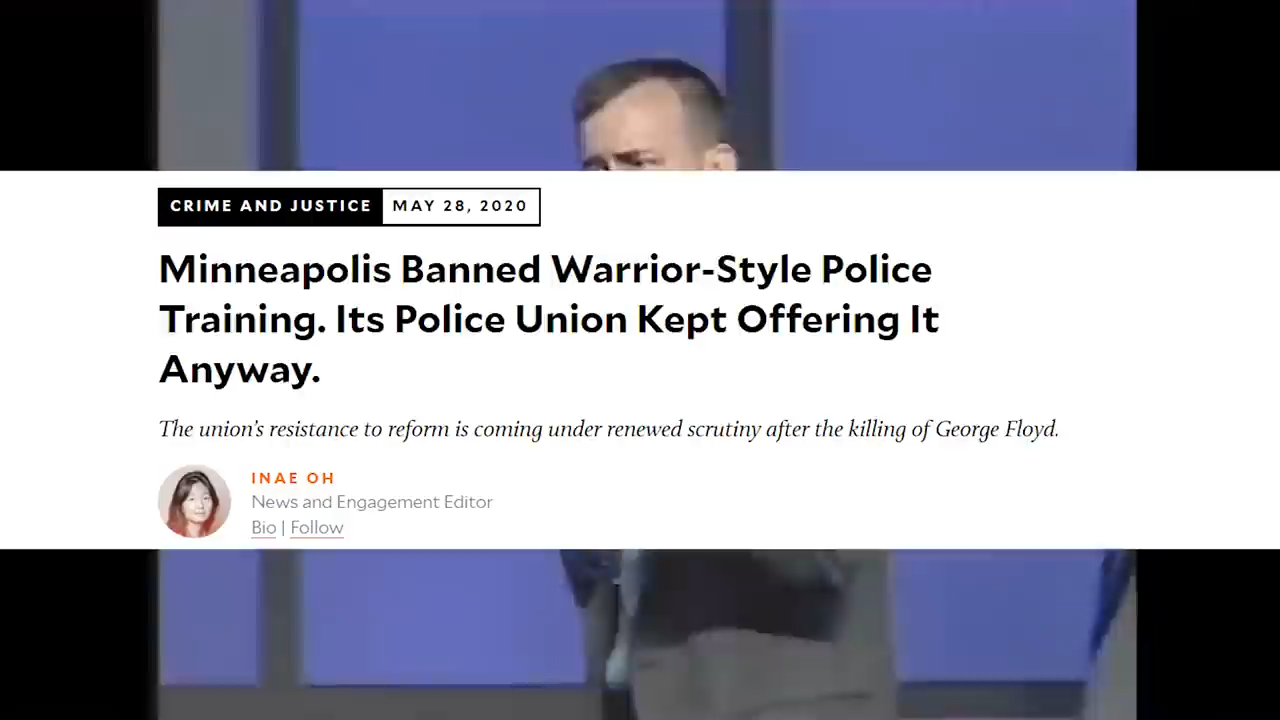 CRIME AND JUSTICE MAY 28, 2020
Minneapolis Banned Warrior-Style Police
Training. Its Police Union Kept Offering It
Anyway.
The union’s resistance to reform is coming under renewed scrutiny after the killing of George Floyd.
INAE OH
News and Engagement Editor
Bio | Follow